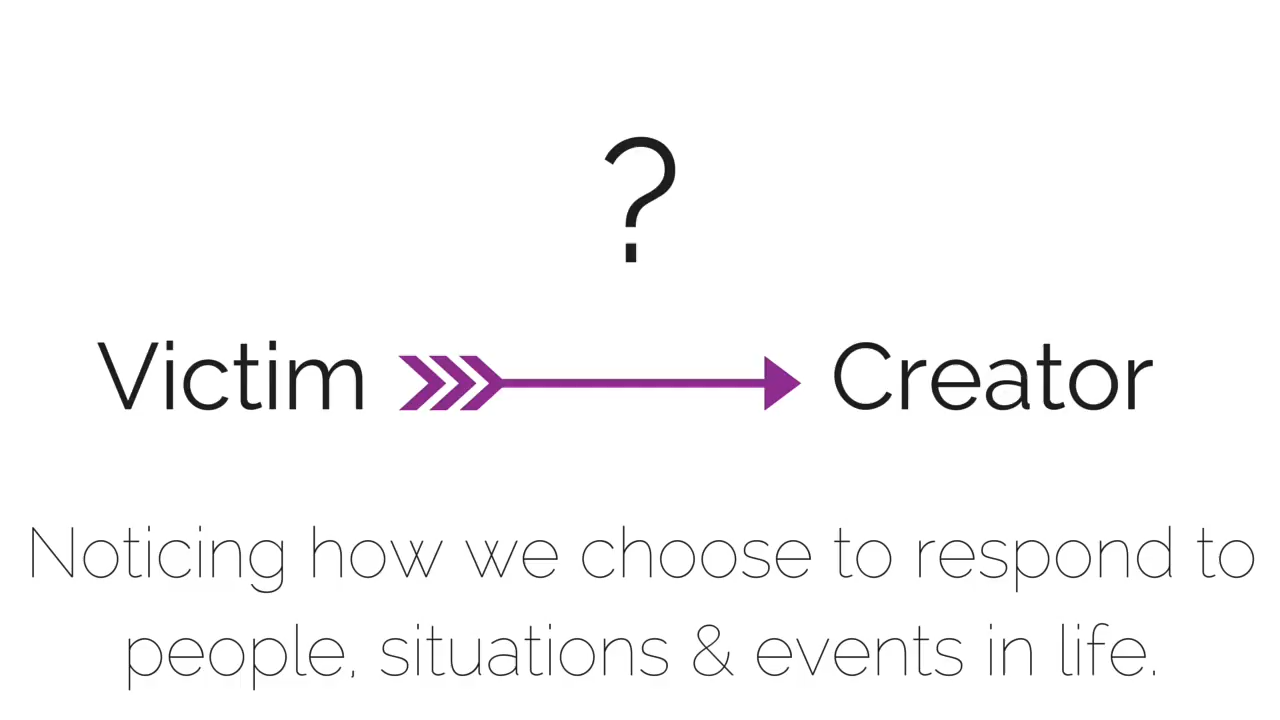 ?
Victim Creator
Noticing how we choose to respond to
people, situations & events in life.